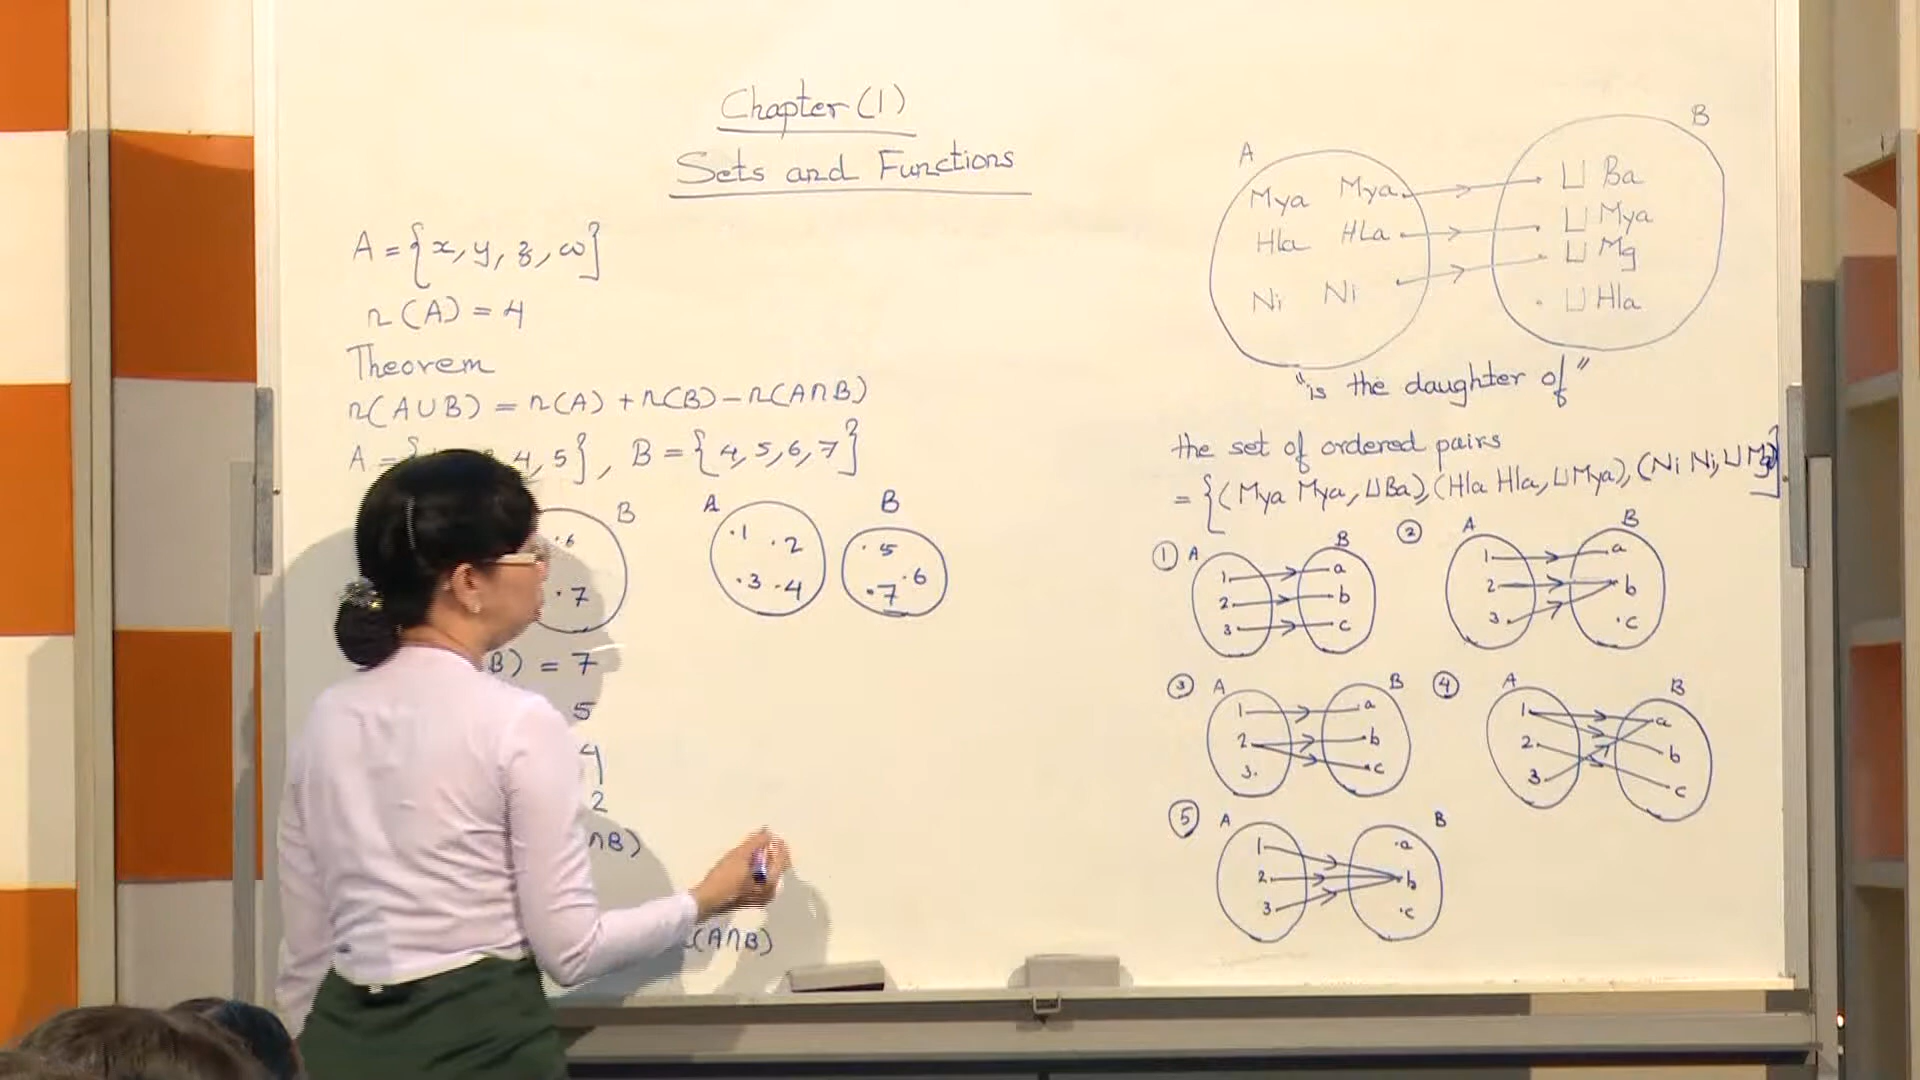 Chapter (1)
Sets and Functions
A = {x, y, z, w}
n(A) = 4
Theorem
n(A∪B) = n(A) + n(B) - n(A∩B)
4, 5}, B = {4, 5, 6, 7}
B
.6
.7
A B
.1 .2
.3 .4
.5
.6
.7
B) = 7
5
4
2
∩B)
(A∩B)
A B
Mya Mya U Ba
Hla HLa U Mya
U Mg
Ni Ni
U Hla
"is the daughter of"
the set of ordered pairs
= {(Mya Mya, U Ba), (Hla Hla, U Mya), (Ni Ni, U Mg)}
① A B
1 a
2 b
3 c
② A B
1 a
2 b
3 .c
③ A B
1 a
2 b
3. c
④ A B
1 a
2 b
3 c
⑤ A B
1 .a
2 b
3 .c